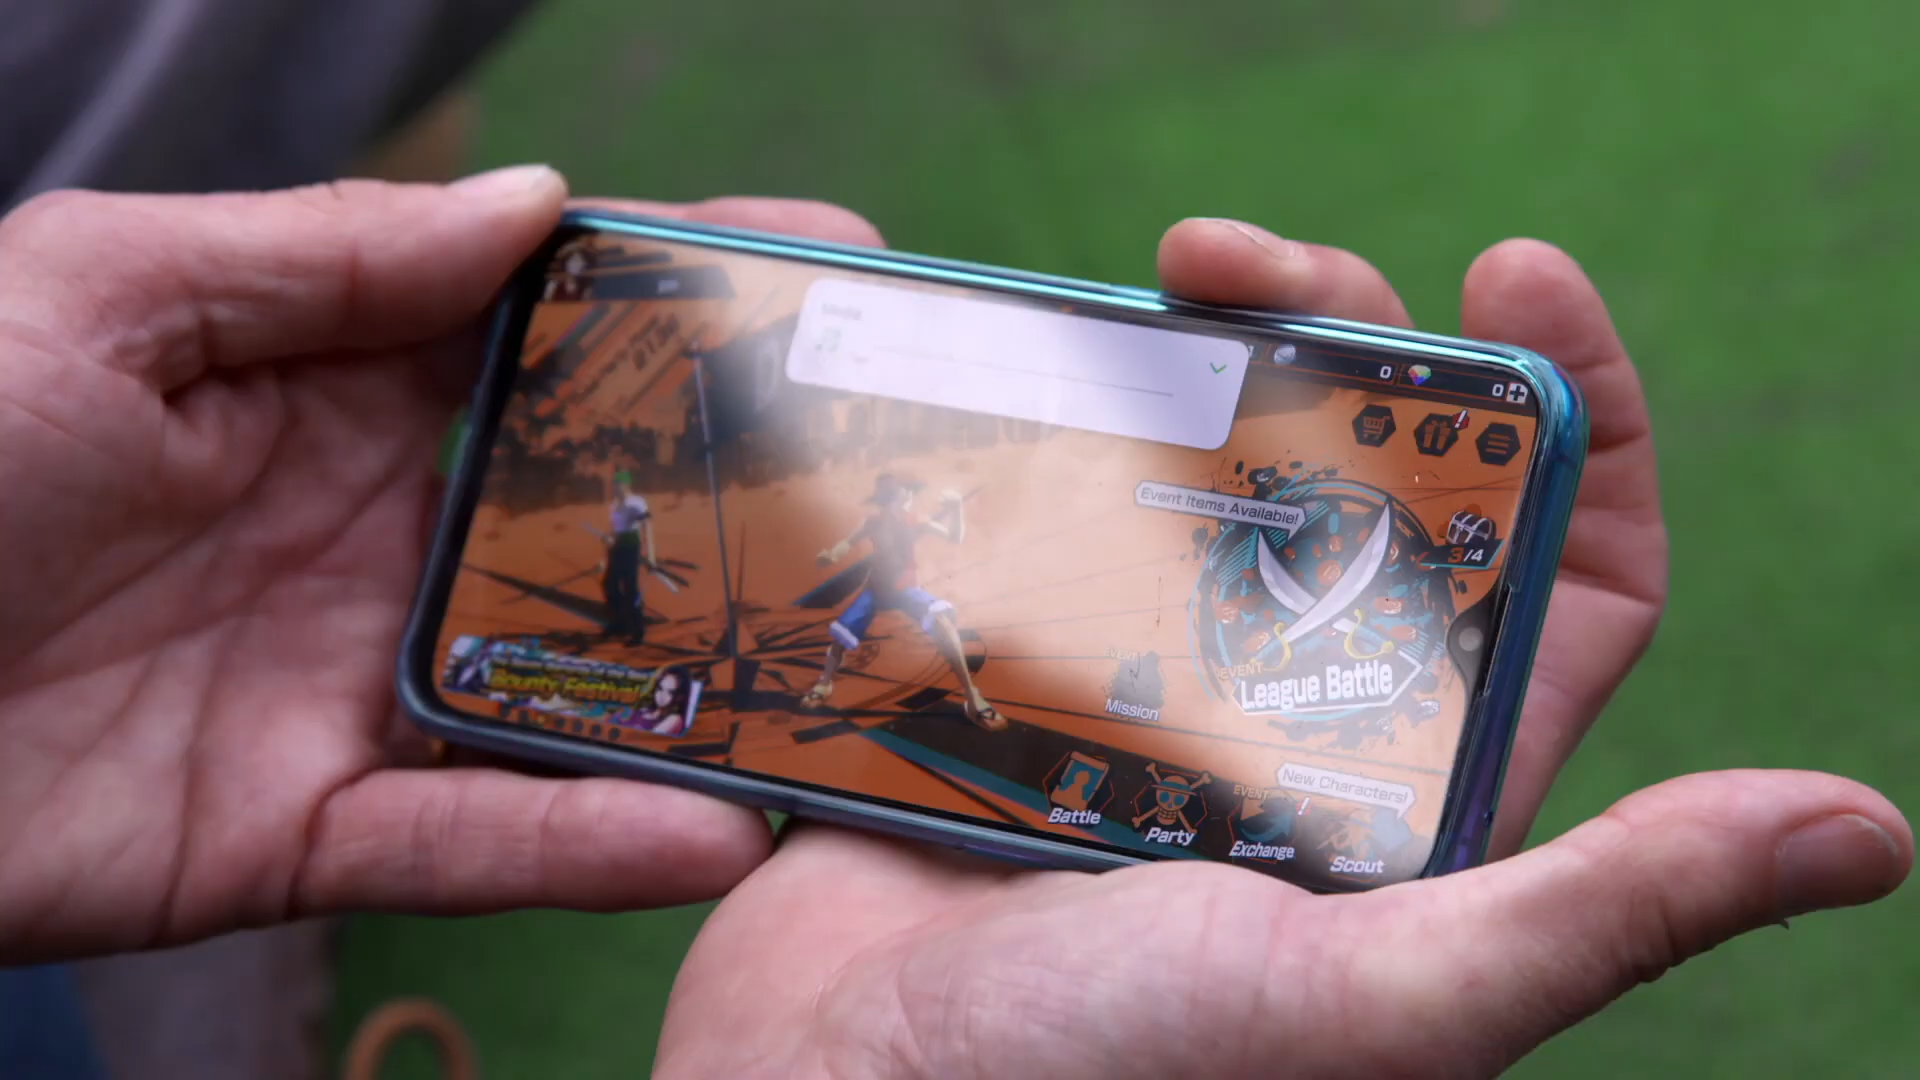 0
0
Event Items Available!
3/4
EVENT
League Battle
EVENT
Mission
Bounty Festival
New Characters!
Battle
Party
EVENT
Exchange
Scout